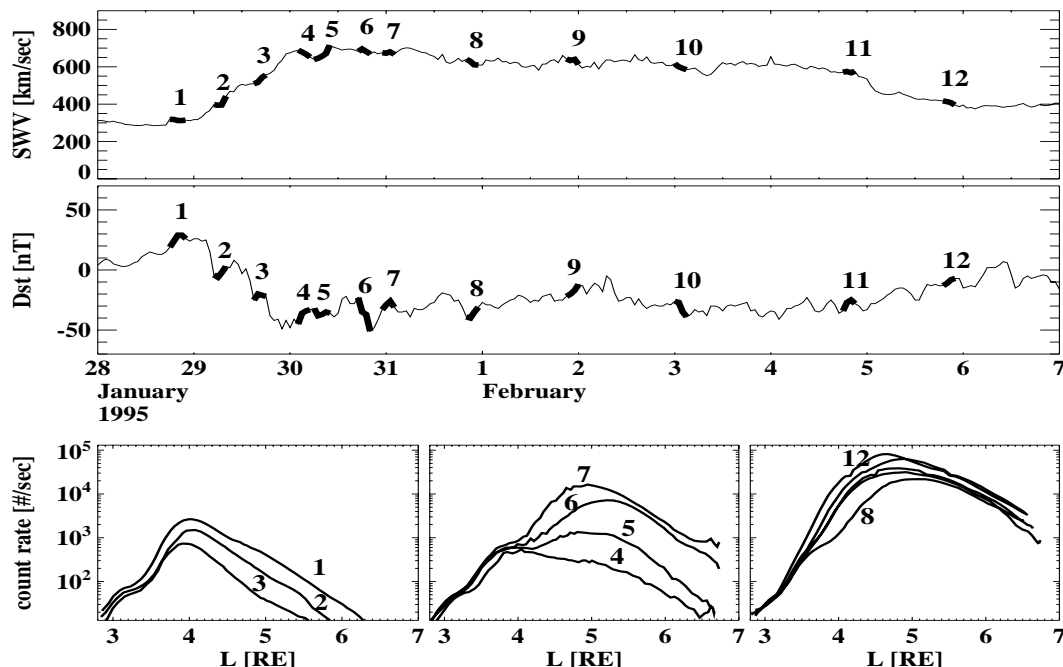 SWV [km/sec]
800
600
400
200
0
1 2 3 4 5 6 7 8 9 10 11 12
Dst [nT]
50
0
-50
1 2 3 4 5 6 7 8 9 10 11 12
28 29 30 31 1 2 3 4 5 6 7
January February
1995
count rate [#/sec]
10^5
10^4
10^3
10^2
1
2
3
7
6
5
4
12
8
3 4 5 6 7 3 4 5 6 7 3 4 5 6 7
L [RE] L [RE] L [RE]